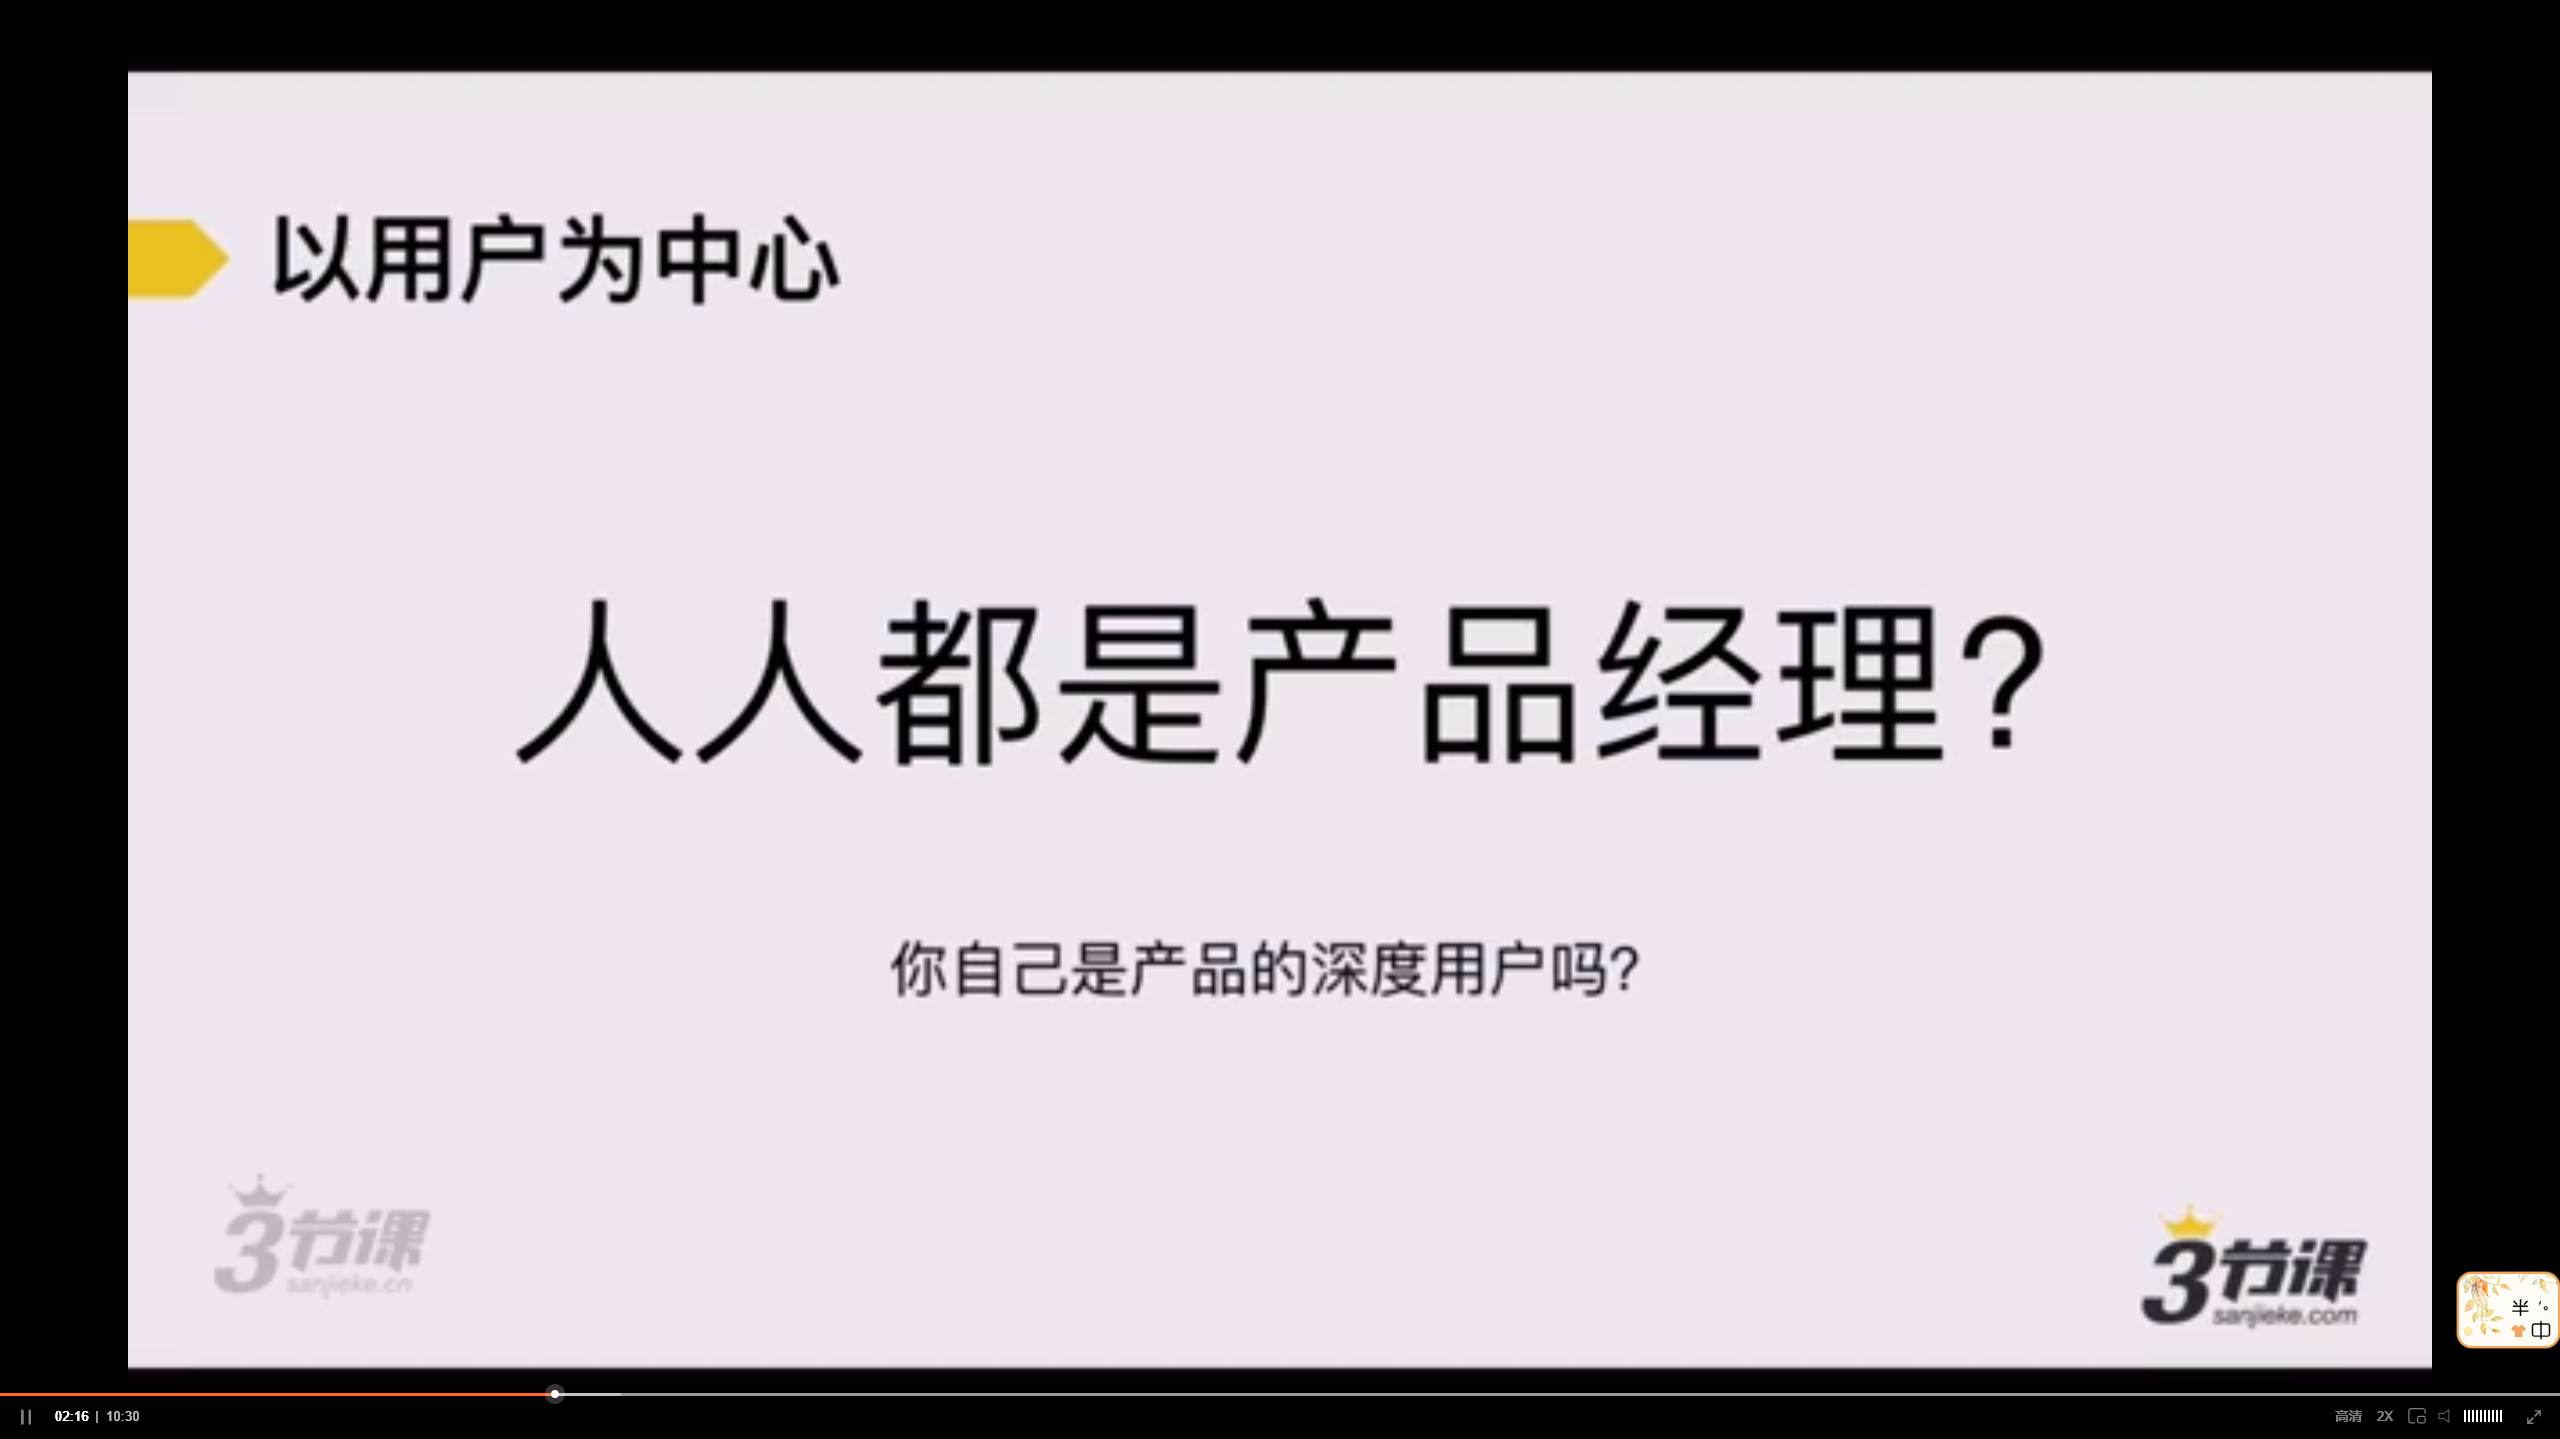 以用户为中心
人人都是产品经理?
你自己是产品的深度用户吗?
3节课
sanjieke.cn
3节课
sanjieke.com
半 ’。
中
02:16 | 10:30
高清 2X